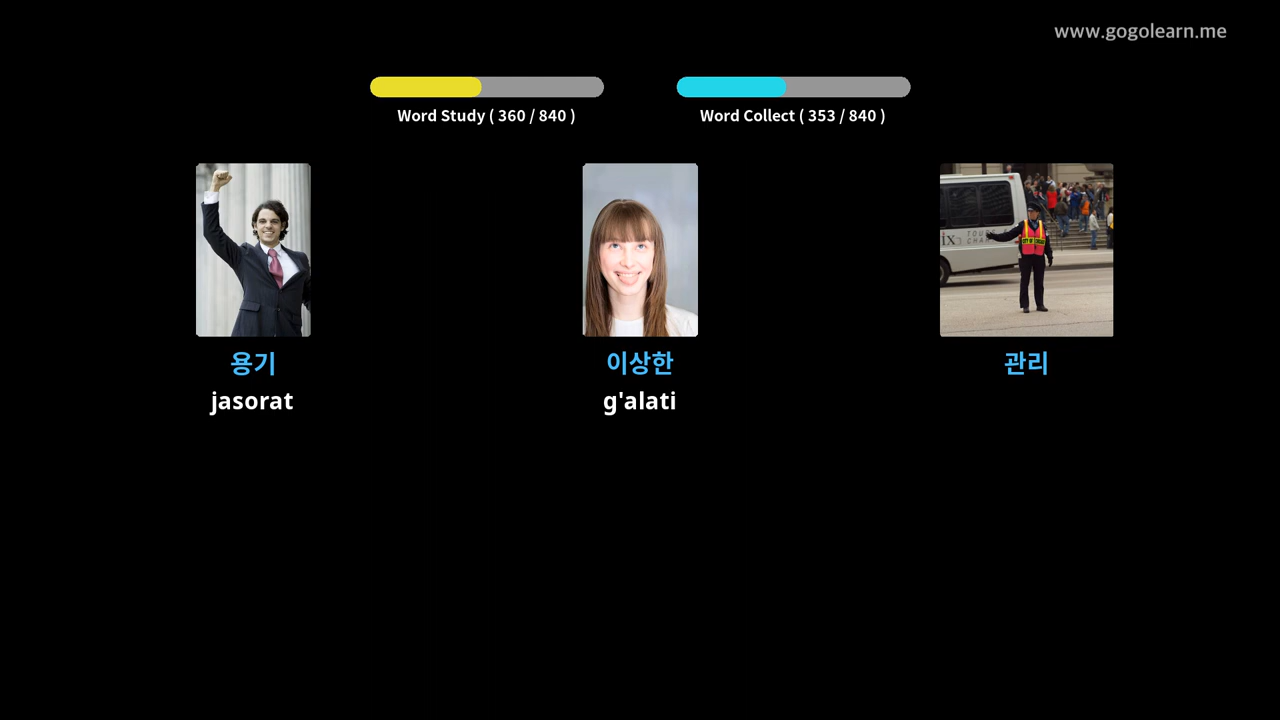 www.gogolearn.me
Word Study ( 360 / 840 )
Word Collect ( 353 / 840 )
용기
이상한
관리
jasorat
g'alati